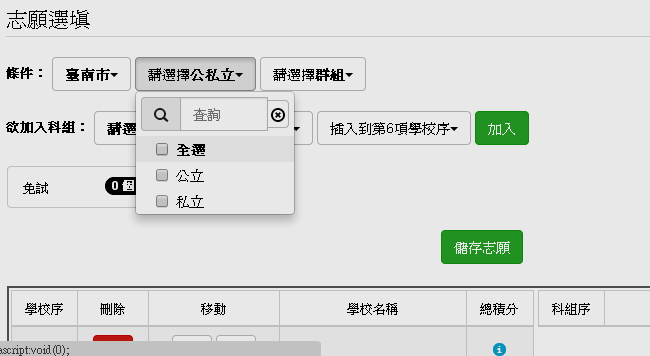 志願選填
條件： 臺南市 請選擇公私立 請選擇群組
查詢
欲加入科組： 請選 插入到第6項學校序 加入
全選
公立
私立
免試 0 個
儲存志願
學校序 刪除 移動 學校名稱 總積分 科組序
ascript:void(0);